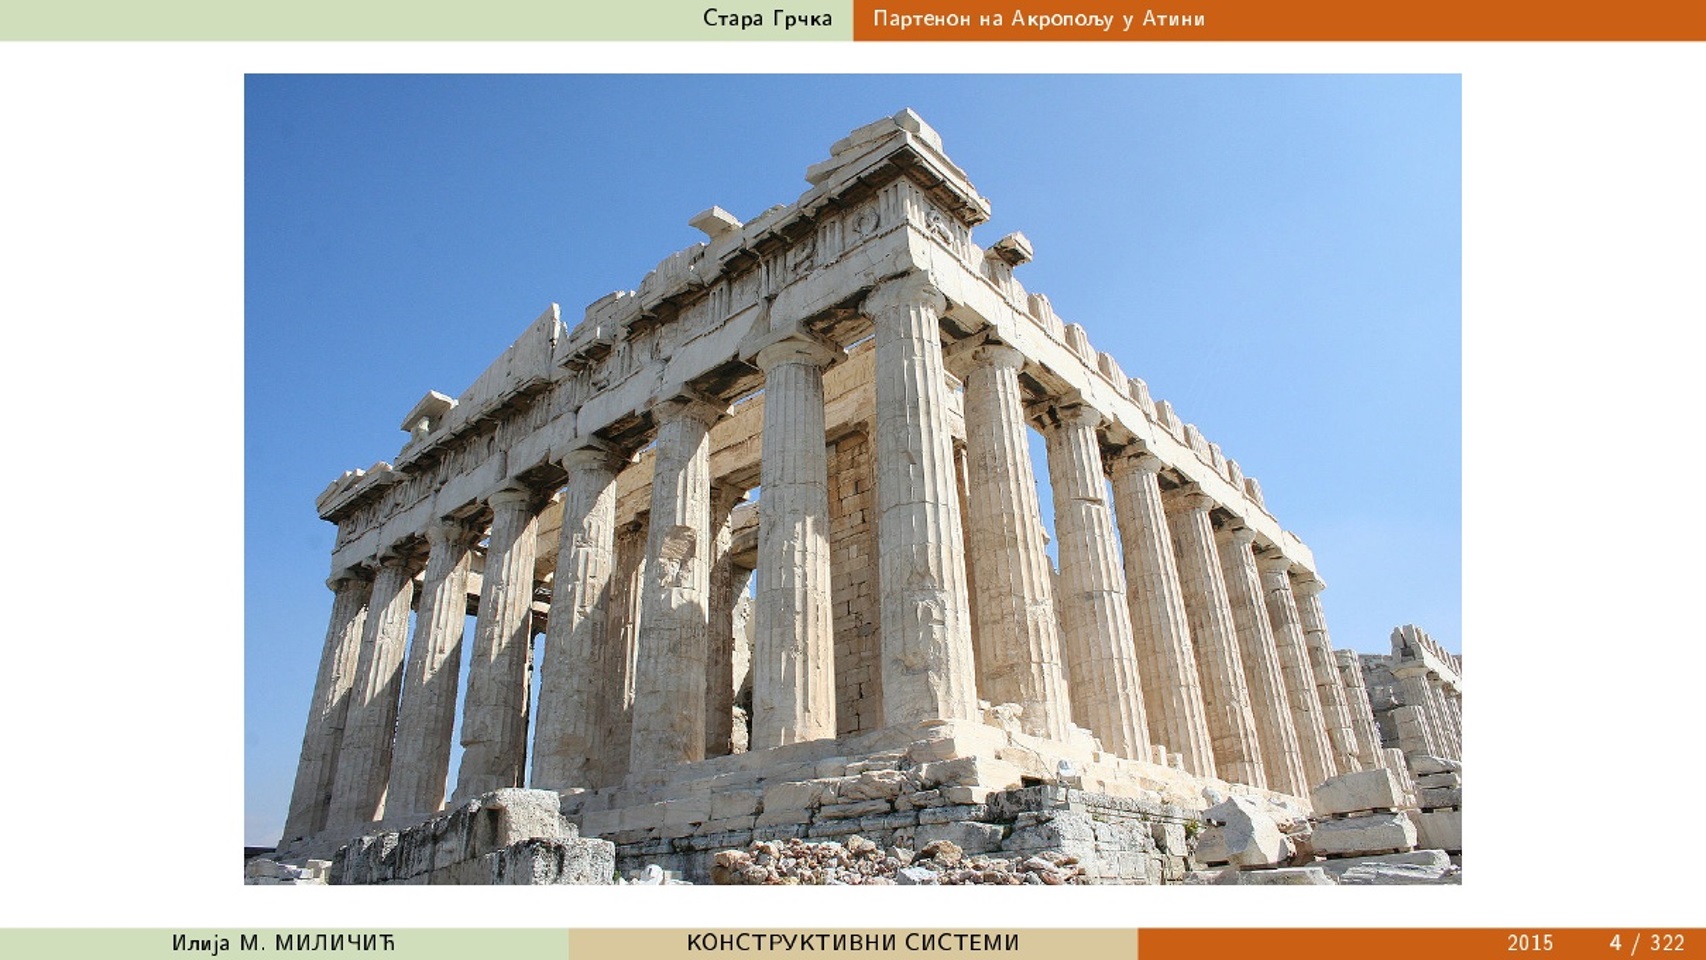 Стара Грчка
Партенон на Акропољу у Атини
Илија М. МИЛИЧИЋ
КОНСТРУКТИВНИ СИСТЕМИ
2015
4 / 322